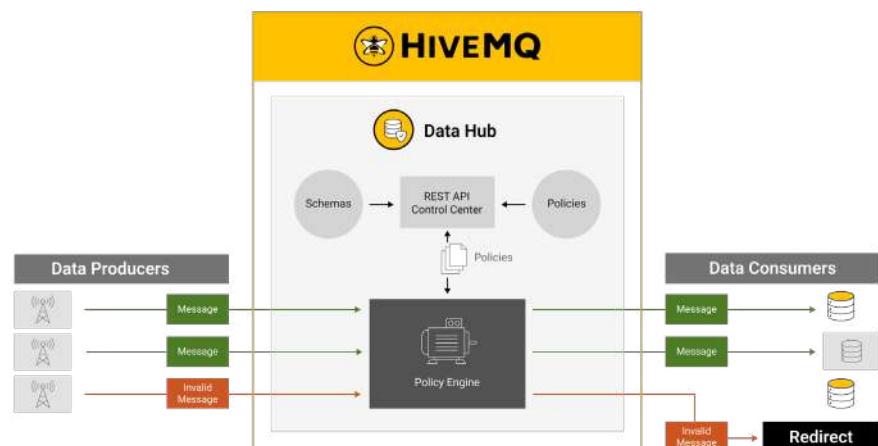 HIVEMQ
Data Hub
Schemas
REST API
Control Center
Policies
Policies
Data Producers
Data Consumers
Message
Message
Message
Message
Invalid
Message
Policy Engine
Invalid
Message
Redirect